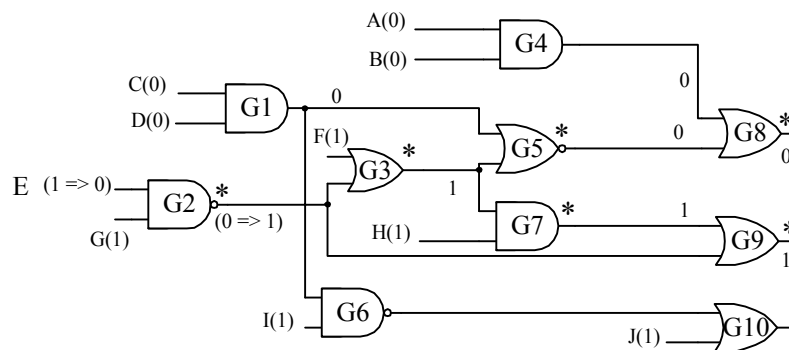 A(0)
G4
B(0)
C(0)
0
G1
0
*
D(0)
*
G8
F(1)
*
G5
0
0
G3
E (1 => 0)
*
1
G2
*
1
*
(0 => 1)
G7
G(1)
H(1)
G9
1
G6
I(1)
G10
J(1)